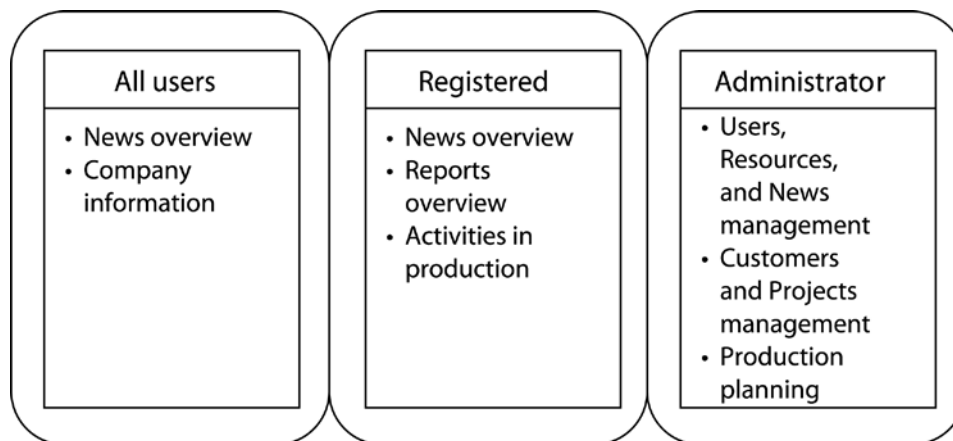 All users
• News overview
• Company
information
Registered
• News overview
• Reports
overview
• Activities in
production
Administrator
• Users,
Resources,
and News
management
• Customers
and Projects
management
• Production
planning